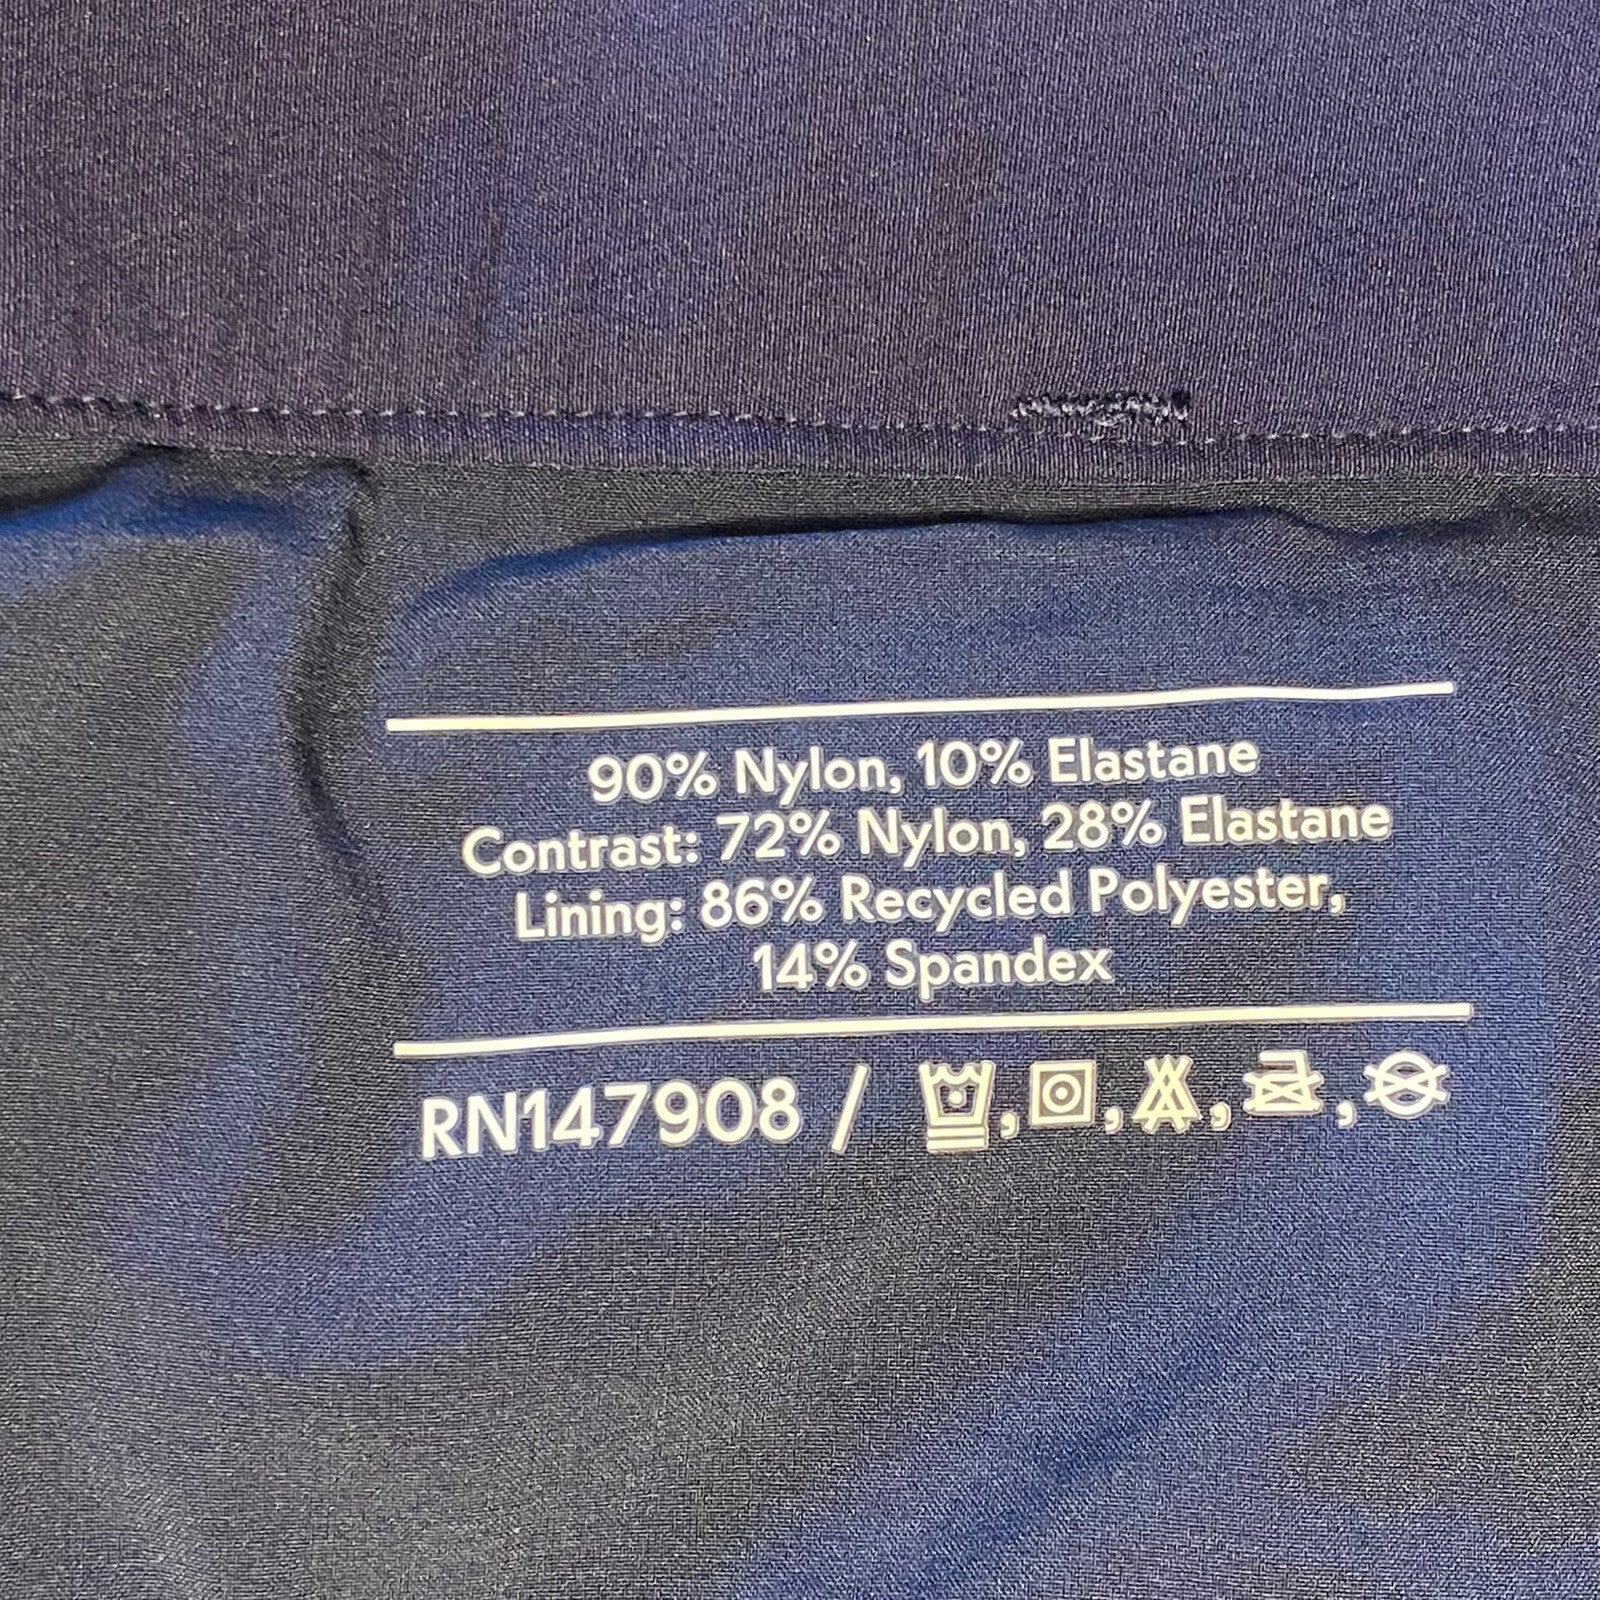 90% Nylon, 10% Elastane
Contrast: 72% Nylon, 28% Elastane
Lining: 86% Recycled Polyester,
14% Spandex
RN147908 / , , , ,